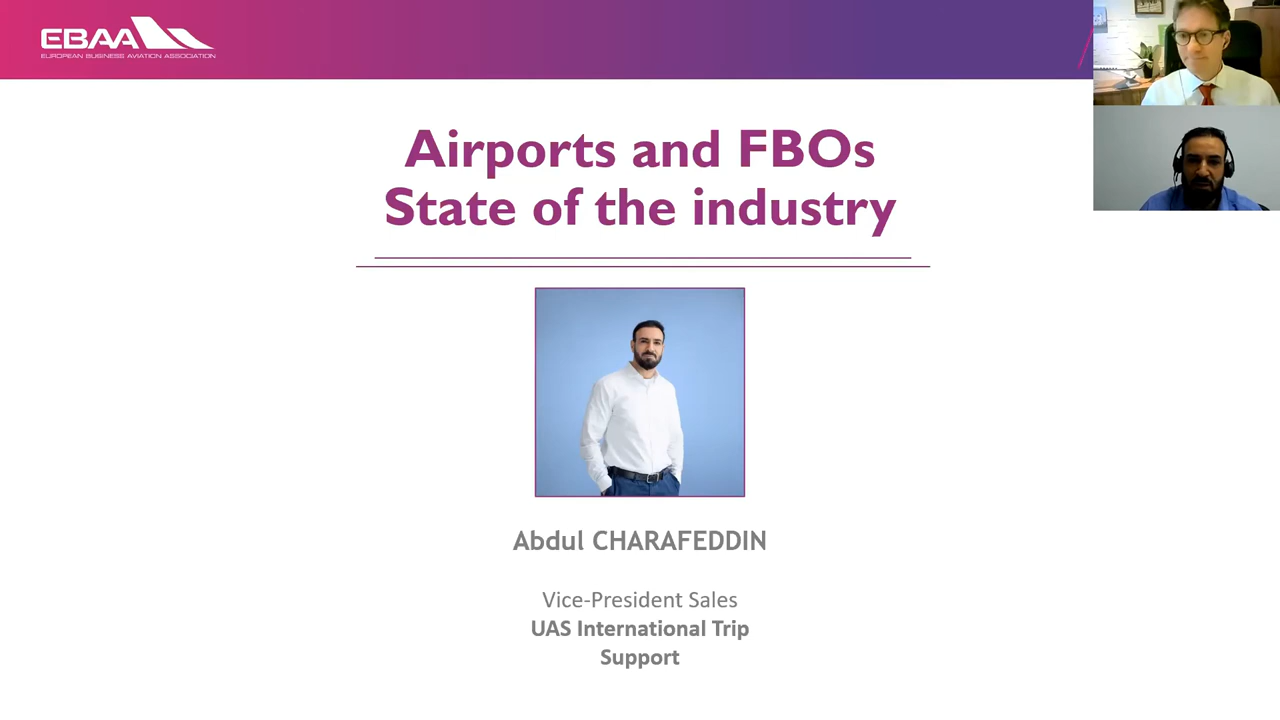 EBAA
EUROPEAN BUSINESS AVIATION ASSOCIATION
Airports and FBOs
State of the industry
Abdul CHARAFEDDIN
Vice-President Sales
UAS International Trip
Support